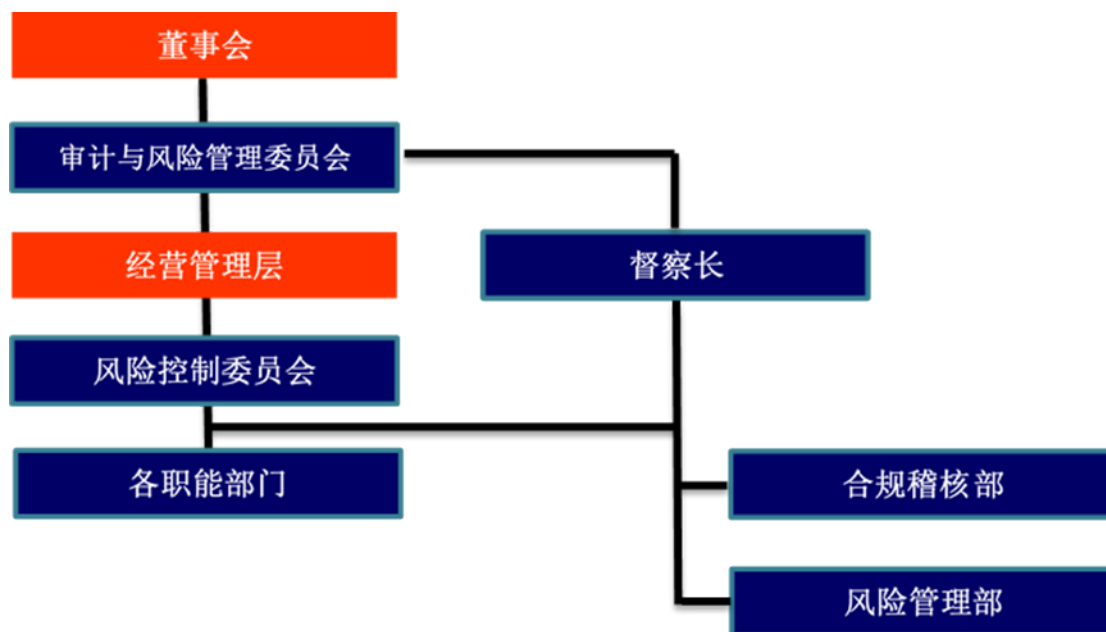 董事会
审计与风险管理委员会
经营管理层
督察长
风险控制委员会
各职能部门
合规稽核部
风险管理部